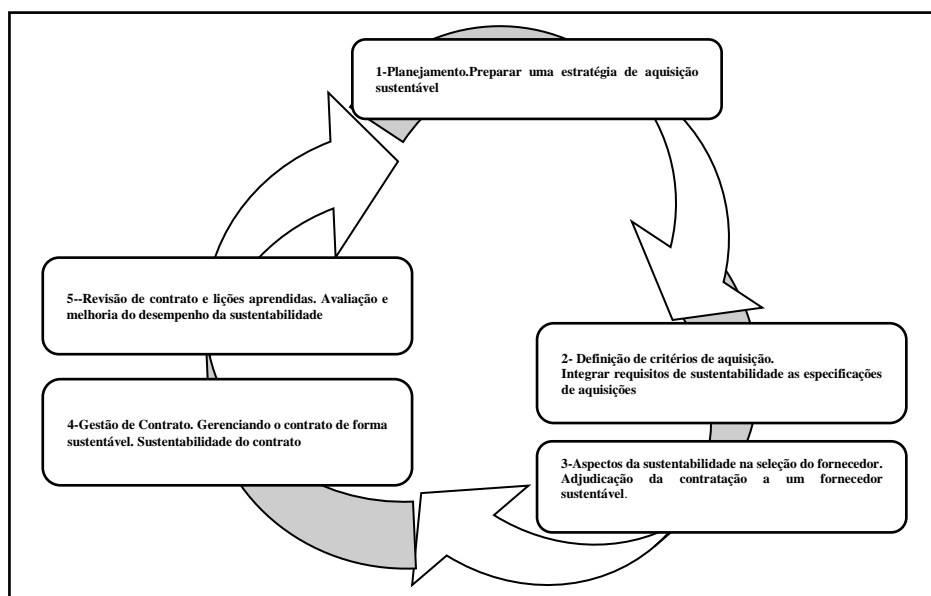 1-Planejamento.Preparar uma estratégia de aquisição
sustentável
2- Definição de critérios de aquisição.
Integrar requisitos de sustentabilidade as especificações
de aquisições
3-Aspectos da sustentabilidade na seleção do fornecedor.
Adjudicação da contratação a um fornecedor
sustentável.
4-Gestão de Contrato. Gerenciando o contrato de forma
sustentável. Sustentabilidade do contrato
5--Revisão de contrato e lições aprendidas. Avaliação e
melhoria do desempenho da sustentabilidade